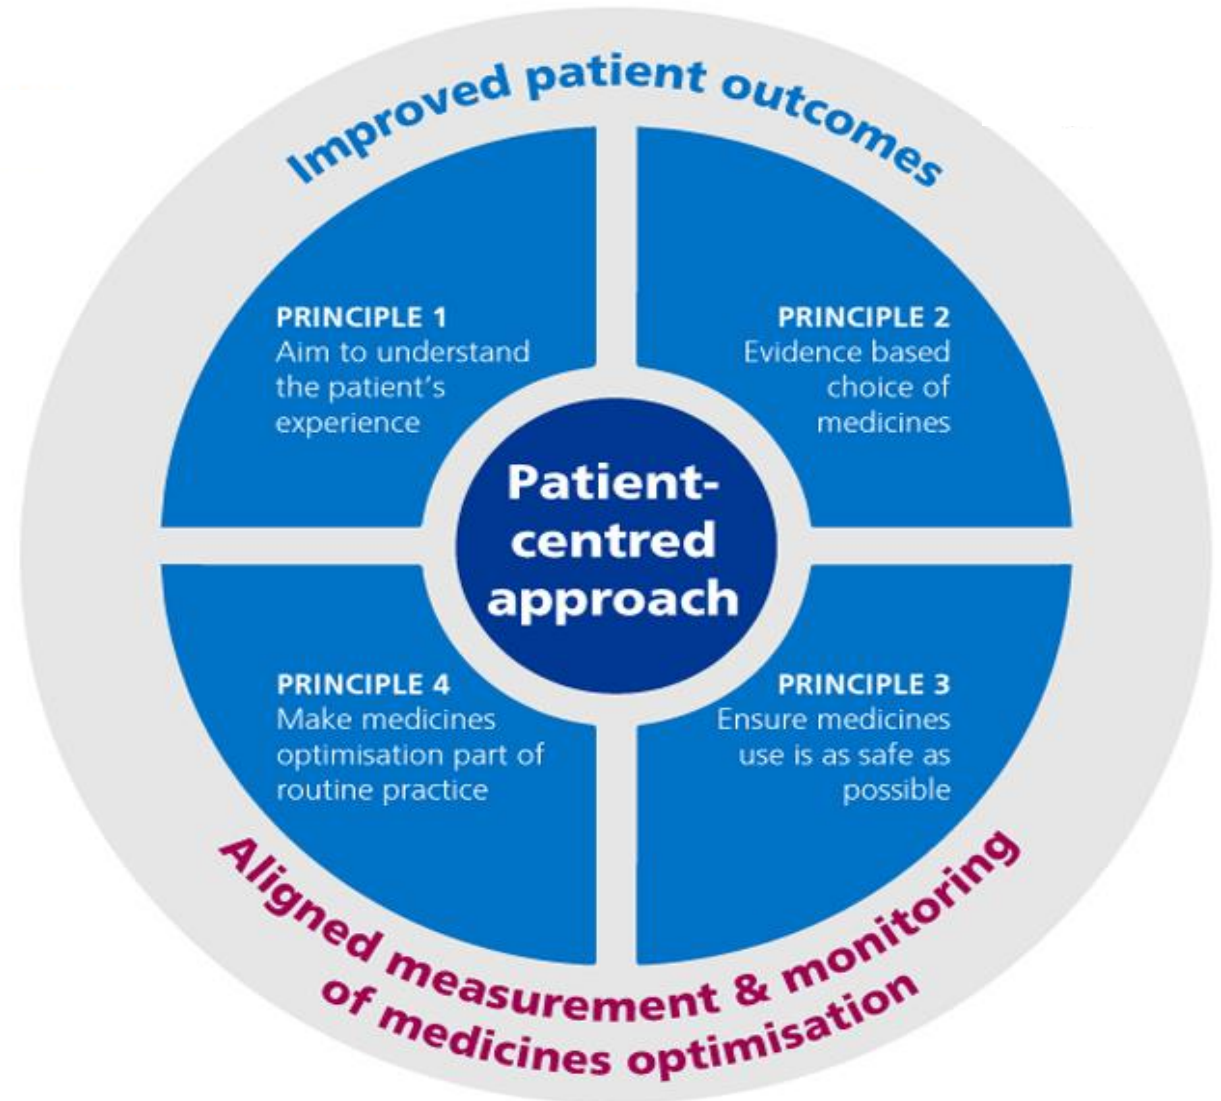 Improved patient outcomes
PRINCIPLE 1
Aim to understand
the patient's
experience
PRINCIPLE 2
Evidence based
choice of
medicines
Patient-
centred
approach
PRINCIPLE 4
Make medicines
optimisation part of
routine practice
PRINCIPLE 3
Ensure medicines
use is as safe as
possible
Aligned measurement & monitoring
of medicines optimisation